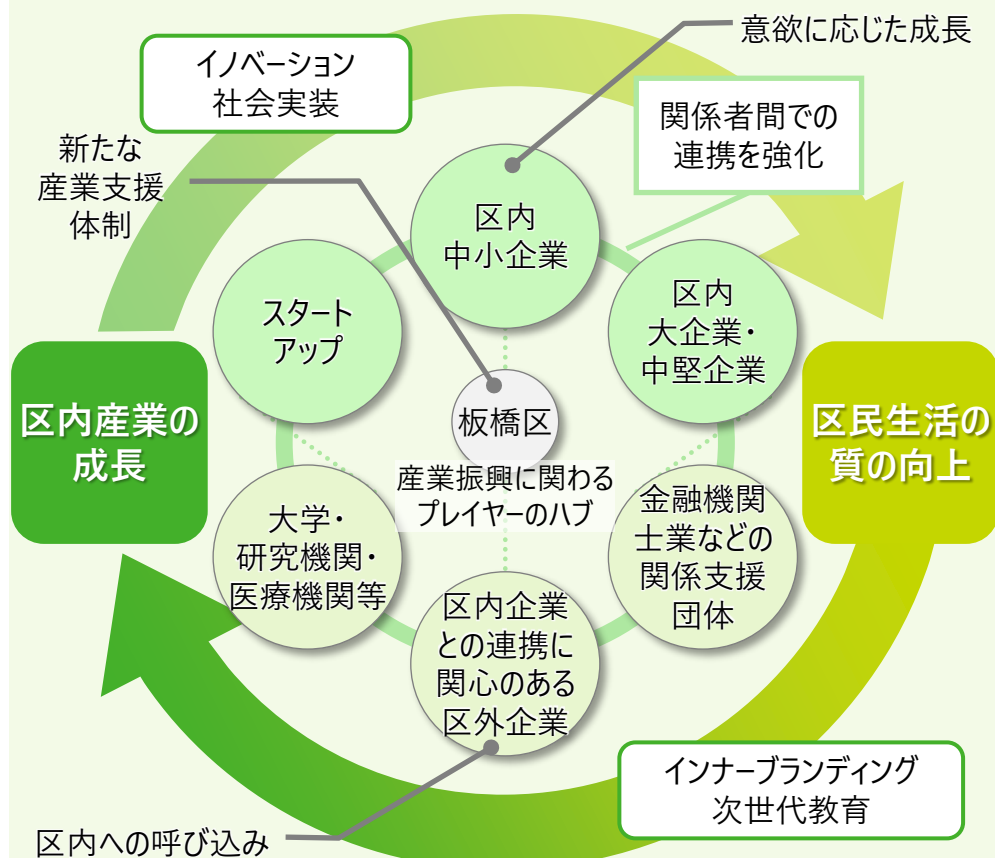 意欲に応じた成長
イノベーション
社会実装
関係者間での
連携を強化
新たな
産業支援
体制
区内
中小企業
スタート
アップ
区内
大企業・
中堅企業
区内産業の
成長
板橋区
産業振興に関わる
プレイヤーのハブ
区民生活の
質の向上
大学・
研究機関・
医療機関等
金融機関
士業などの
関係支援
団体
区内企業
との連携に
関心のある
区外企業
インナーブランディング
次世代教育
区内への呼び込み